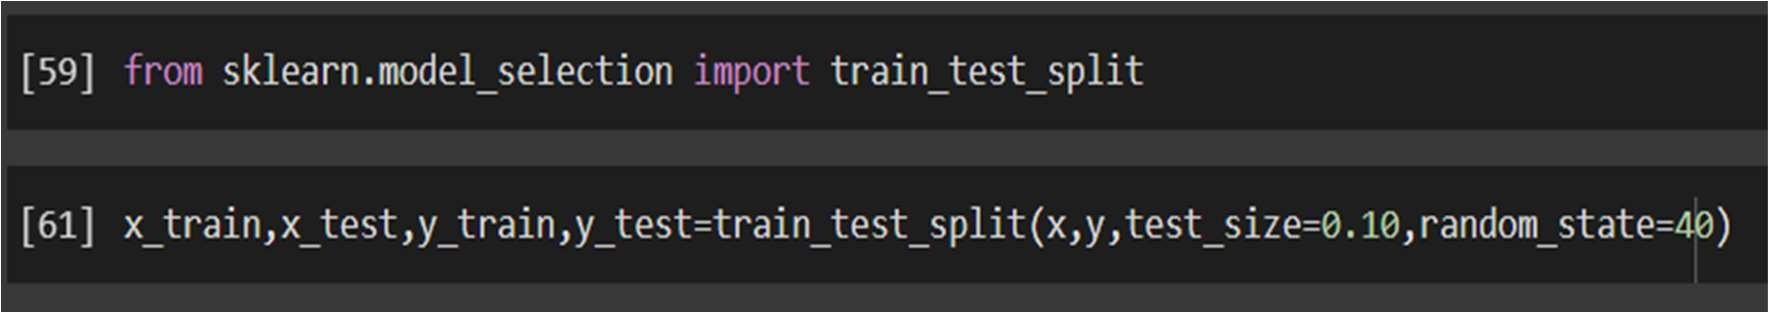 [59] from sklearn.model_selection import train_test_split
[61] x_train,x_test,y_train,y_test=train_test_split(x,y,test_size=0.10,random_state=40)